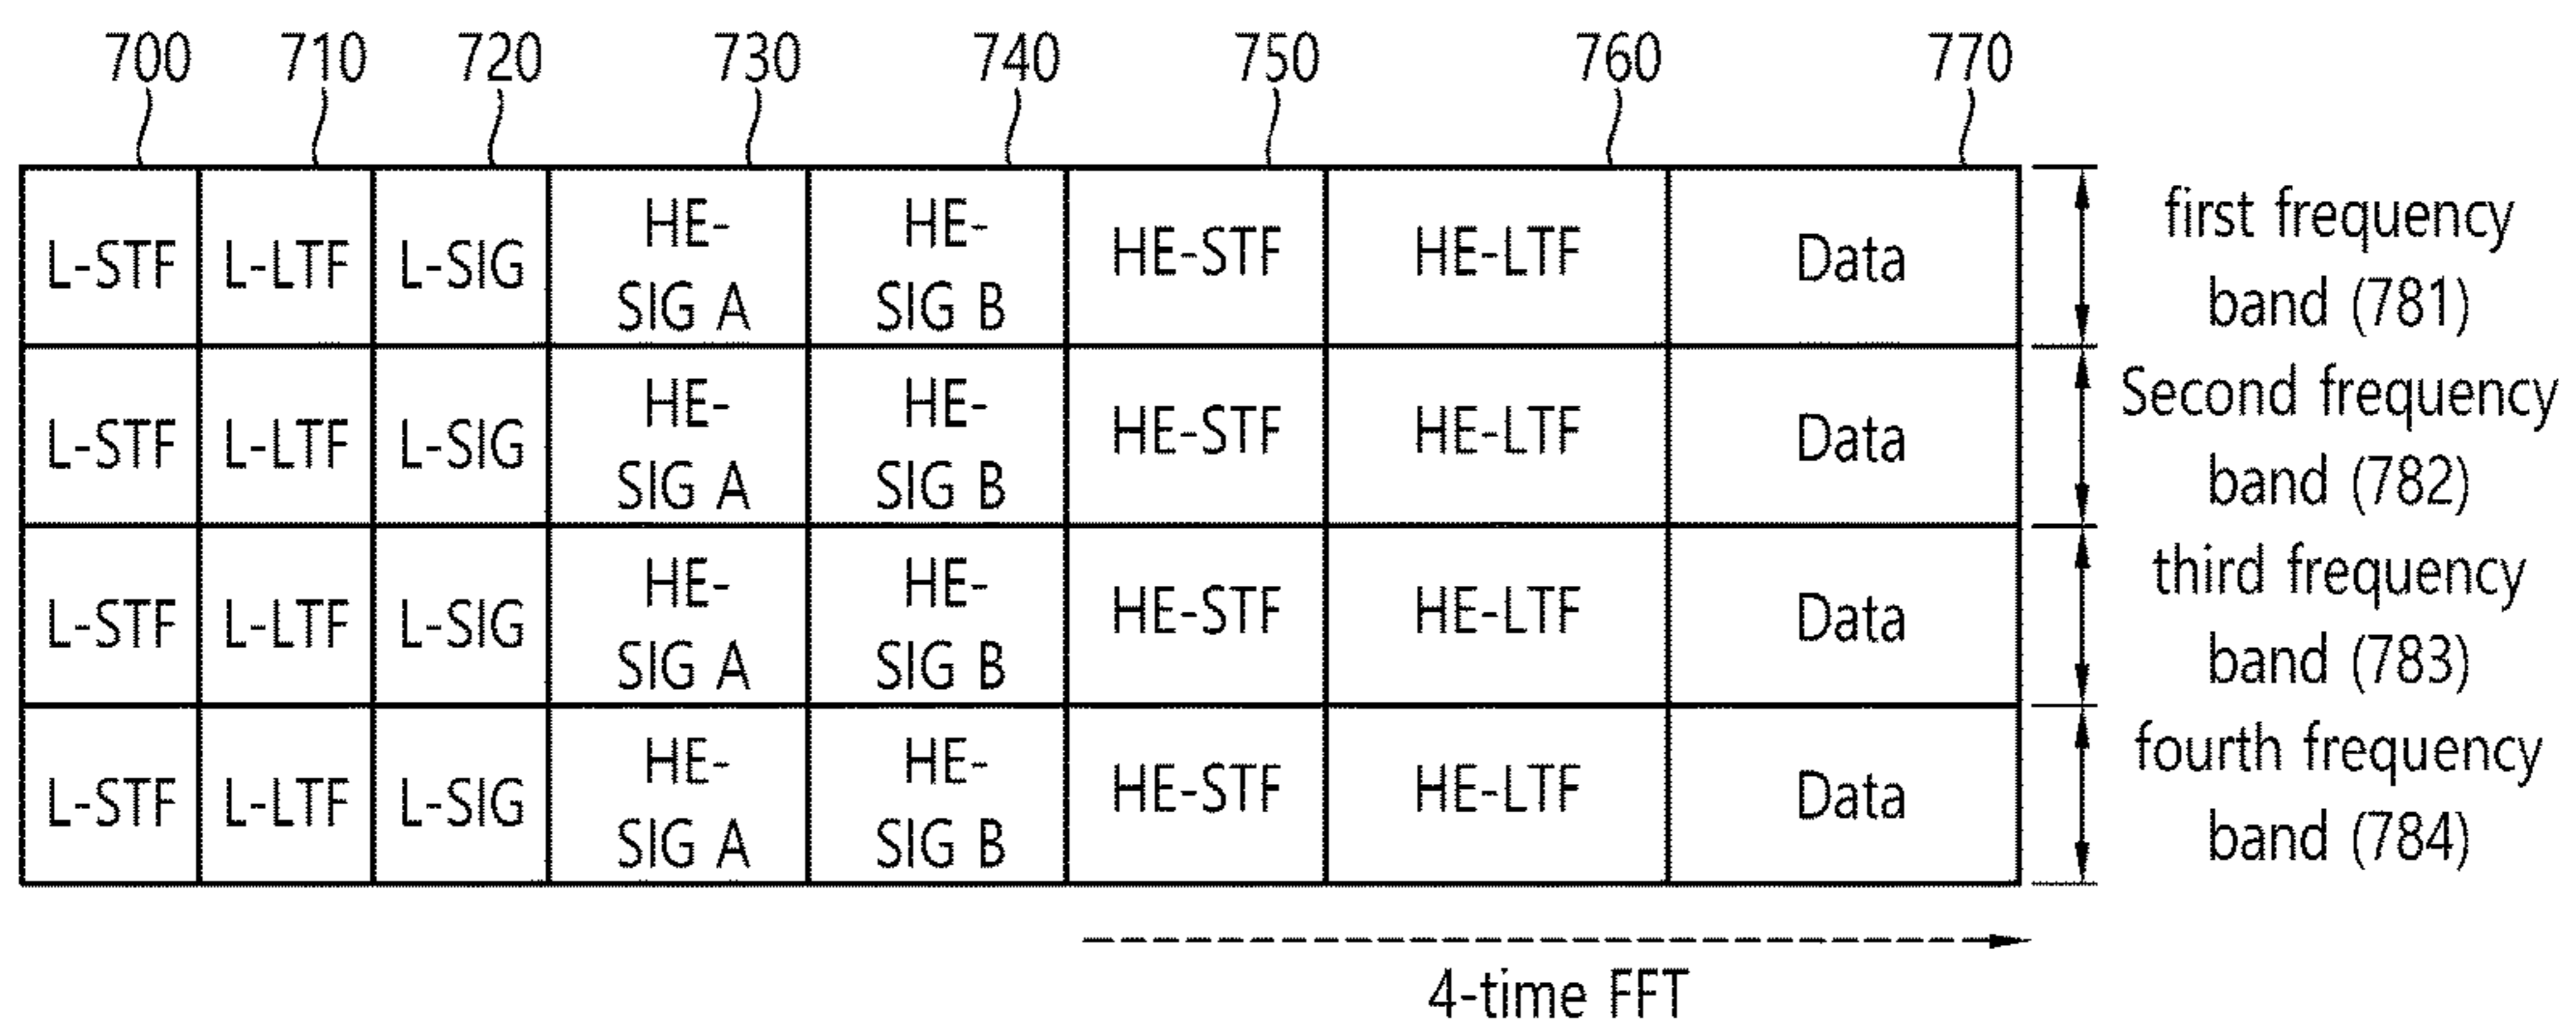 700 710 720 730 740 750 760 770
L-STF L-LTF L-SIG HE- HE- HE-STF HE-LTF Data first frequency
SIG A SIG B band (781)
L-STF L-LTF L-SIG HE- HE- HE-STF HE-LTF Data Second frequency
SIG A SIG B band (782)
L-STF L-LTF L-SIG HE- HE- HE-STF HE-LTF Data third frequency
SIG A SIG B band (783)
L-STF L-LTF L-SIG HE- HE- HE-STF HE-LTF Data fourth frequency
SIG A SIG B band (784)
4-time FFT